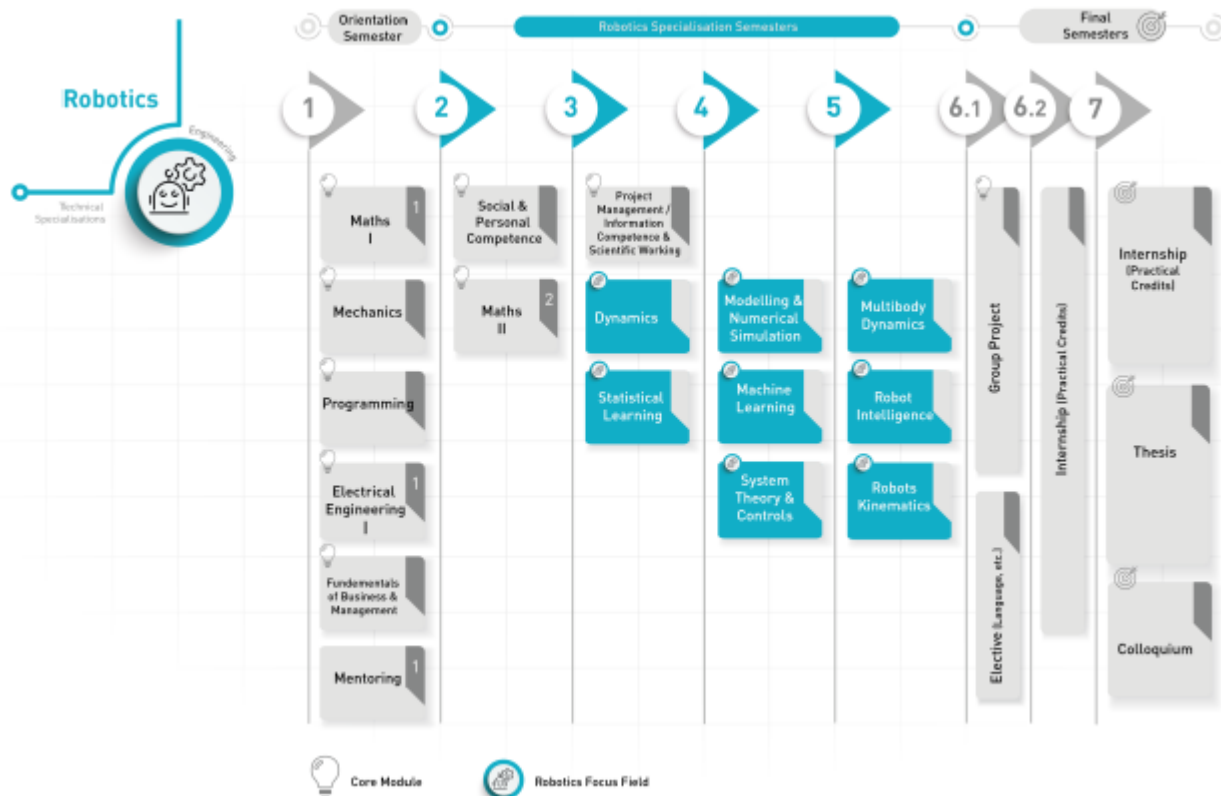 Orientation
Semester
Robotics Specialisation Semesters
Final
Semesters
Robotics
Engineering
Technical
Specialisations
1
2
3
4
5
6.1
6.2
7
Maths
I
1
Mechanics
Programming
Electrical
Engineering
I
1
Fundamentals
of Business &
Management
Mentoring
1
Social &
Personal
Competence
Maths
II
2
Project
Management /
Information
Competence &
Scientific Working
Dynamics
Statistical
Learning
Modelling &
Numerical
Simulation
Machine
Learning
System
Theory &
Controls
Multibody
Dynamics
Robot
Intelligence
Robots
Kinematics
Group Project
Elective (Language, etc.)
Internship (Practical Credits)
Internship
(Practical
Credits)
Thesis
Colloquium
Core Module
Robotics Focus Field